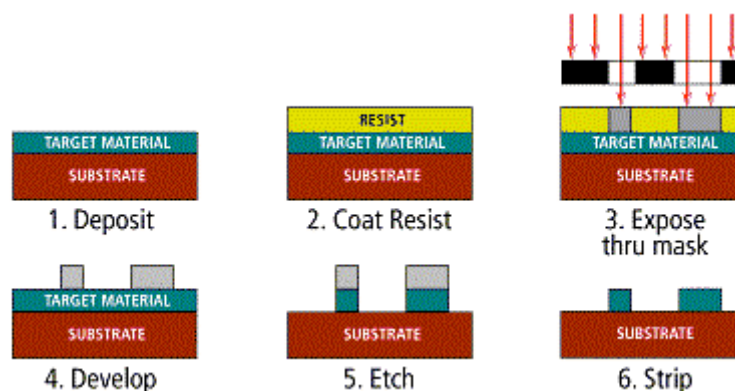 TARGET MATERIAL
SUBSTRATE
1. Deposit
RESIST
TARGET MATERIAL
SUBSTRATE
2. Coat Resist
TARGET MATERIAL
SUBSTRATE
3. Expose
thru mask
TARGET MATERIAL
SUBSTRATE
4. Develop
SUBSTRATE
5. Etch
SUBSTRATE
6. Strip